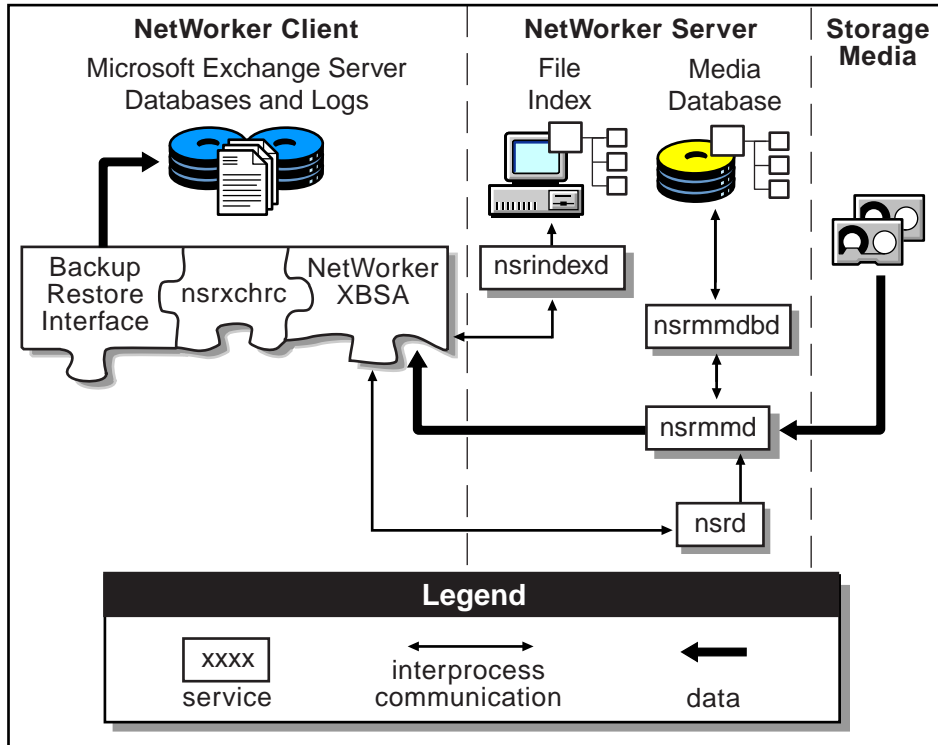 NetWorker Client
NetWorker Server
Storage
Media
Microsoft Exchange Server
Databases and Logs
File
Index
Media
Database
Backup
Restore
Interface
nsrxchrc
NetWorker
XBSA
nsrindexd
nsrmmdbd
nsrmmd
nsrd
Legend
xxxx
service
interprocess
communication
data